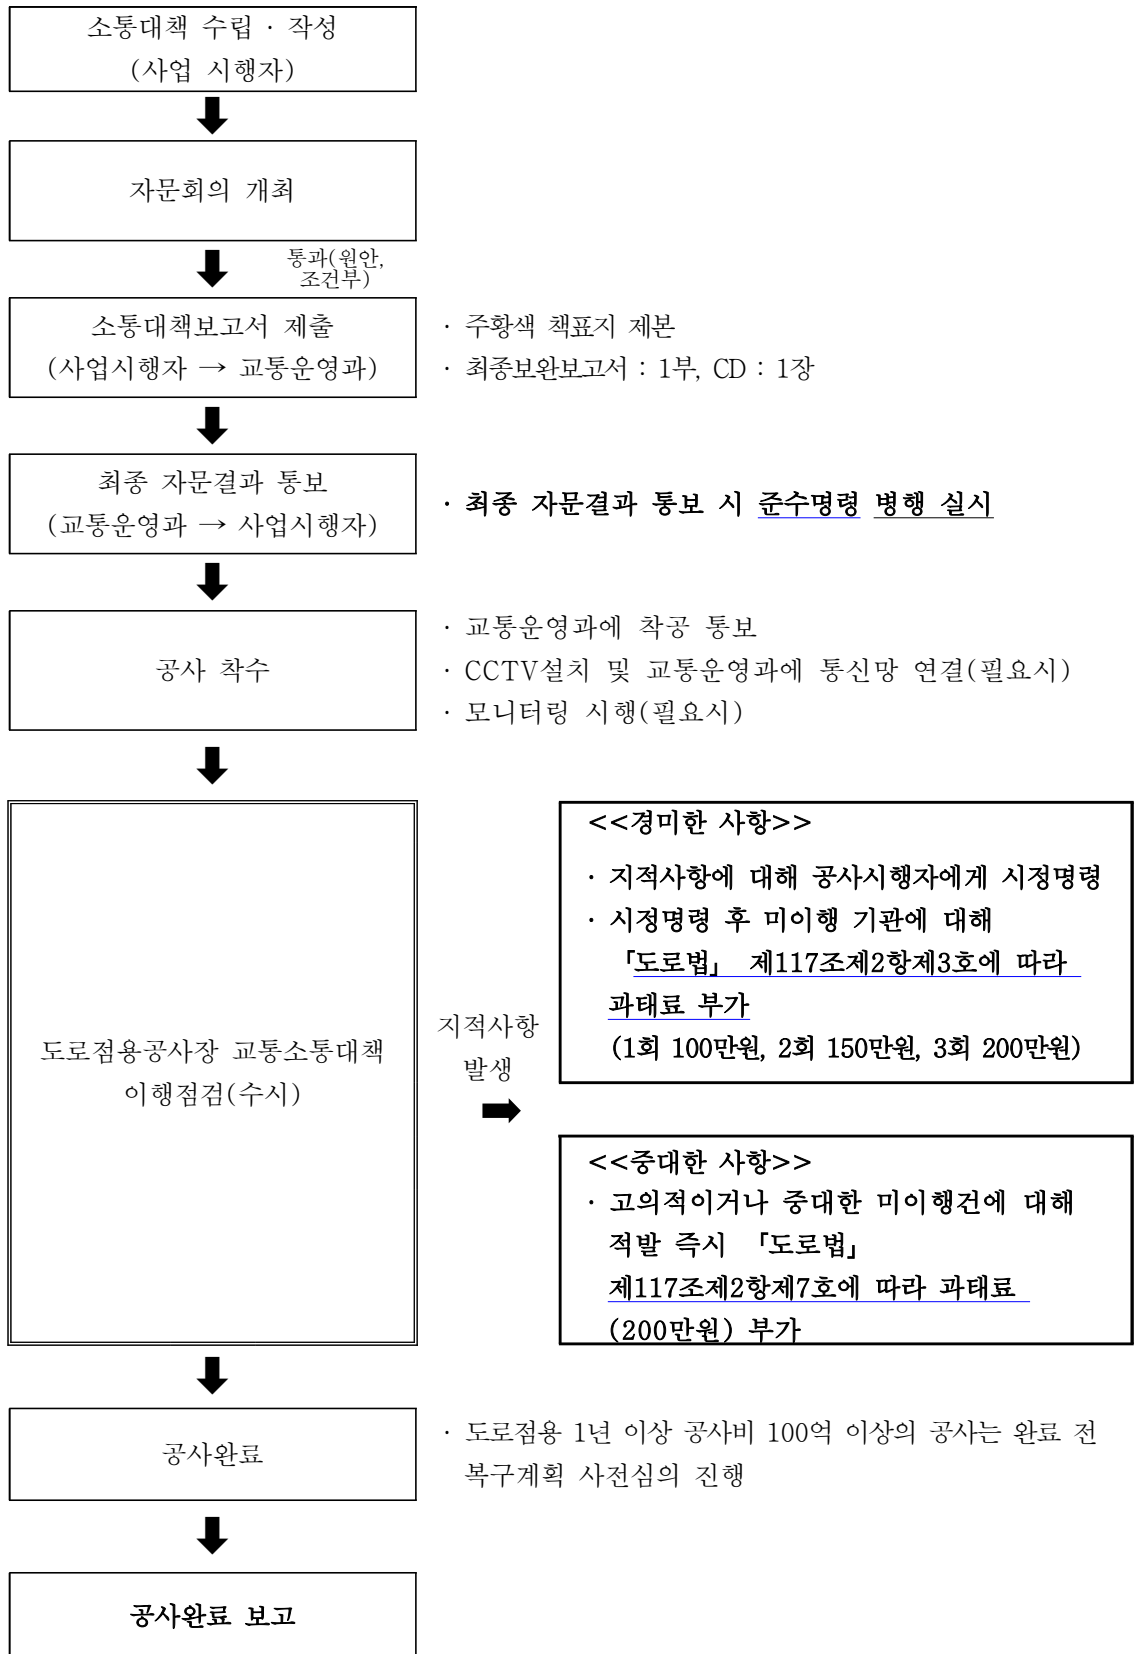 소통대책 수립 · 작성
(사업 시행자)
자문회의 개최
통과(원안,
조건부)
소통대책보고서 제출
(사업시행자 → 교통운영과)
· 주황색 책표지 제본
· 최종보완보고서 : 1부, CD : 1장
최종 자문결과 통보
(교통운영과 → 사업시행자)
· 최종 자문결과 통보 시 준수명령 병행 실시
공사 착수
· 교통운영과에 착공 통보
· CCTV설치 및 교통운영과에 통신망 연결(필요시)
· 모니터링 시행(필요시)
도로점용공사장 교통소통대책
이행점검(수시)
지적사항
발생
<<경미한 사항>>
· 지적사항에 대해 공사시행자에게 시정명령
· 시정명령 후 미이행 기관에 대해
「도로법」 제117조제2항제3호에 따라
과태료 부가
(1회 100만원, 2회 150만원, 3회 200만원)
<<중대한 사항>>
· 고의적이거나 중대한 미이행건에 대해
적발 즉시 「도로법」
제117조제2항제7호에 따라 과태료
(200만원) 부가
공사완료
· 도로점용 1년 이상 공사비 100억 이상의 공사는 완료 전
복구계획 사전심의 진행
공사완료 보고